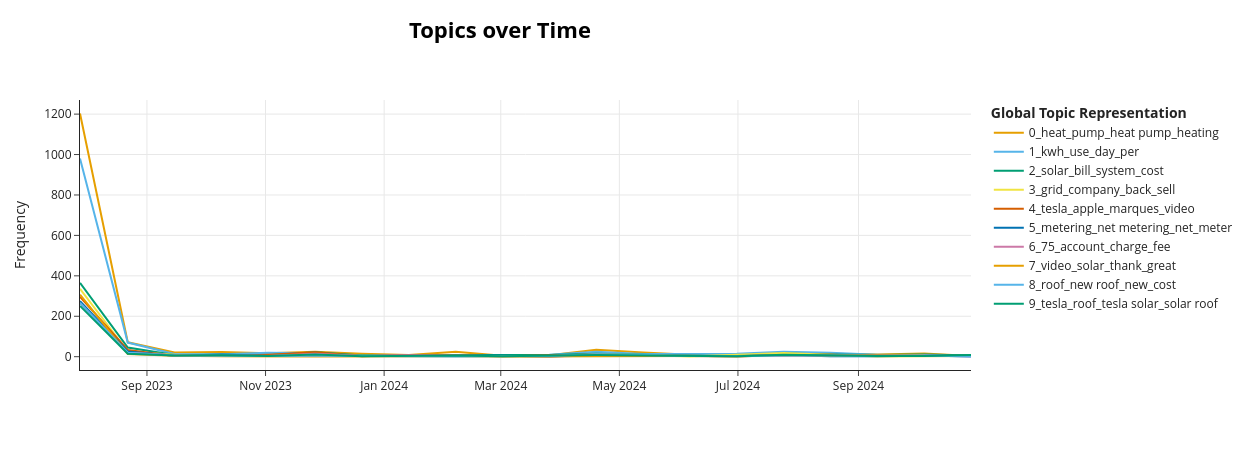 Topics over Time
Global Topic Representation
0_heat_pump_heat pump_heating
1_kwh_use_day_per
2_solar_bill_system_cost
3_grid_company_back_sell
4_tesla_apple_marques_video
5_metering_net metering_net_meter
6_75_account_charge_fee
7_video_solar_thank_great
8_roof_new roof_new_cost
9_tesla_roof_tesla solar_solar roof
Frequency
1200
1000
800
600
400
200
0
Sep 2023 Nov 2023 Jan 2024 Mar 2024 May 2024 Jul 2024 Sep 2024